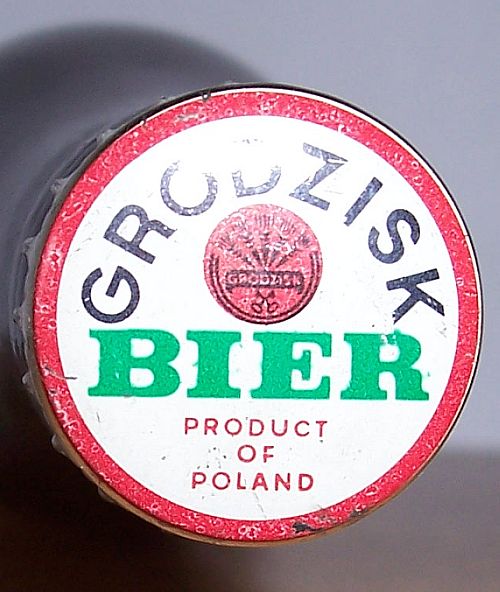 GRODZISK
GRODZISK
BIER
PRODUCT
OF
POLAND